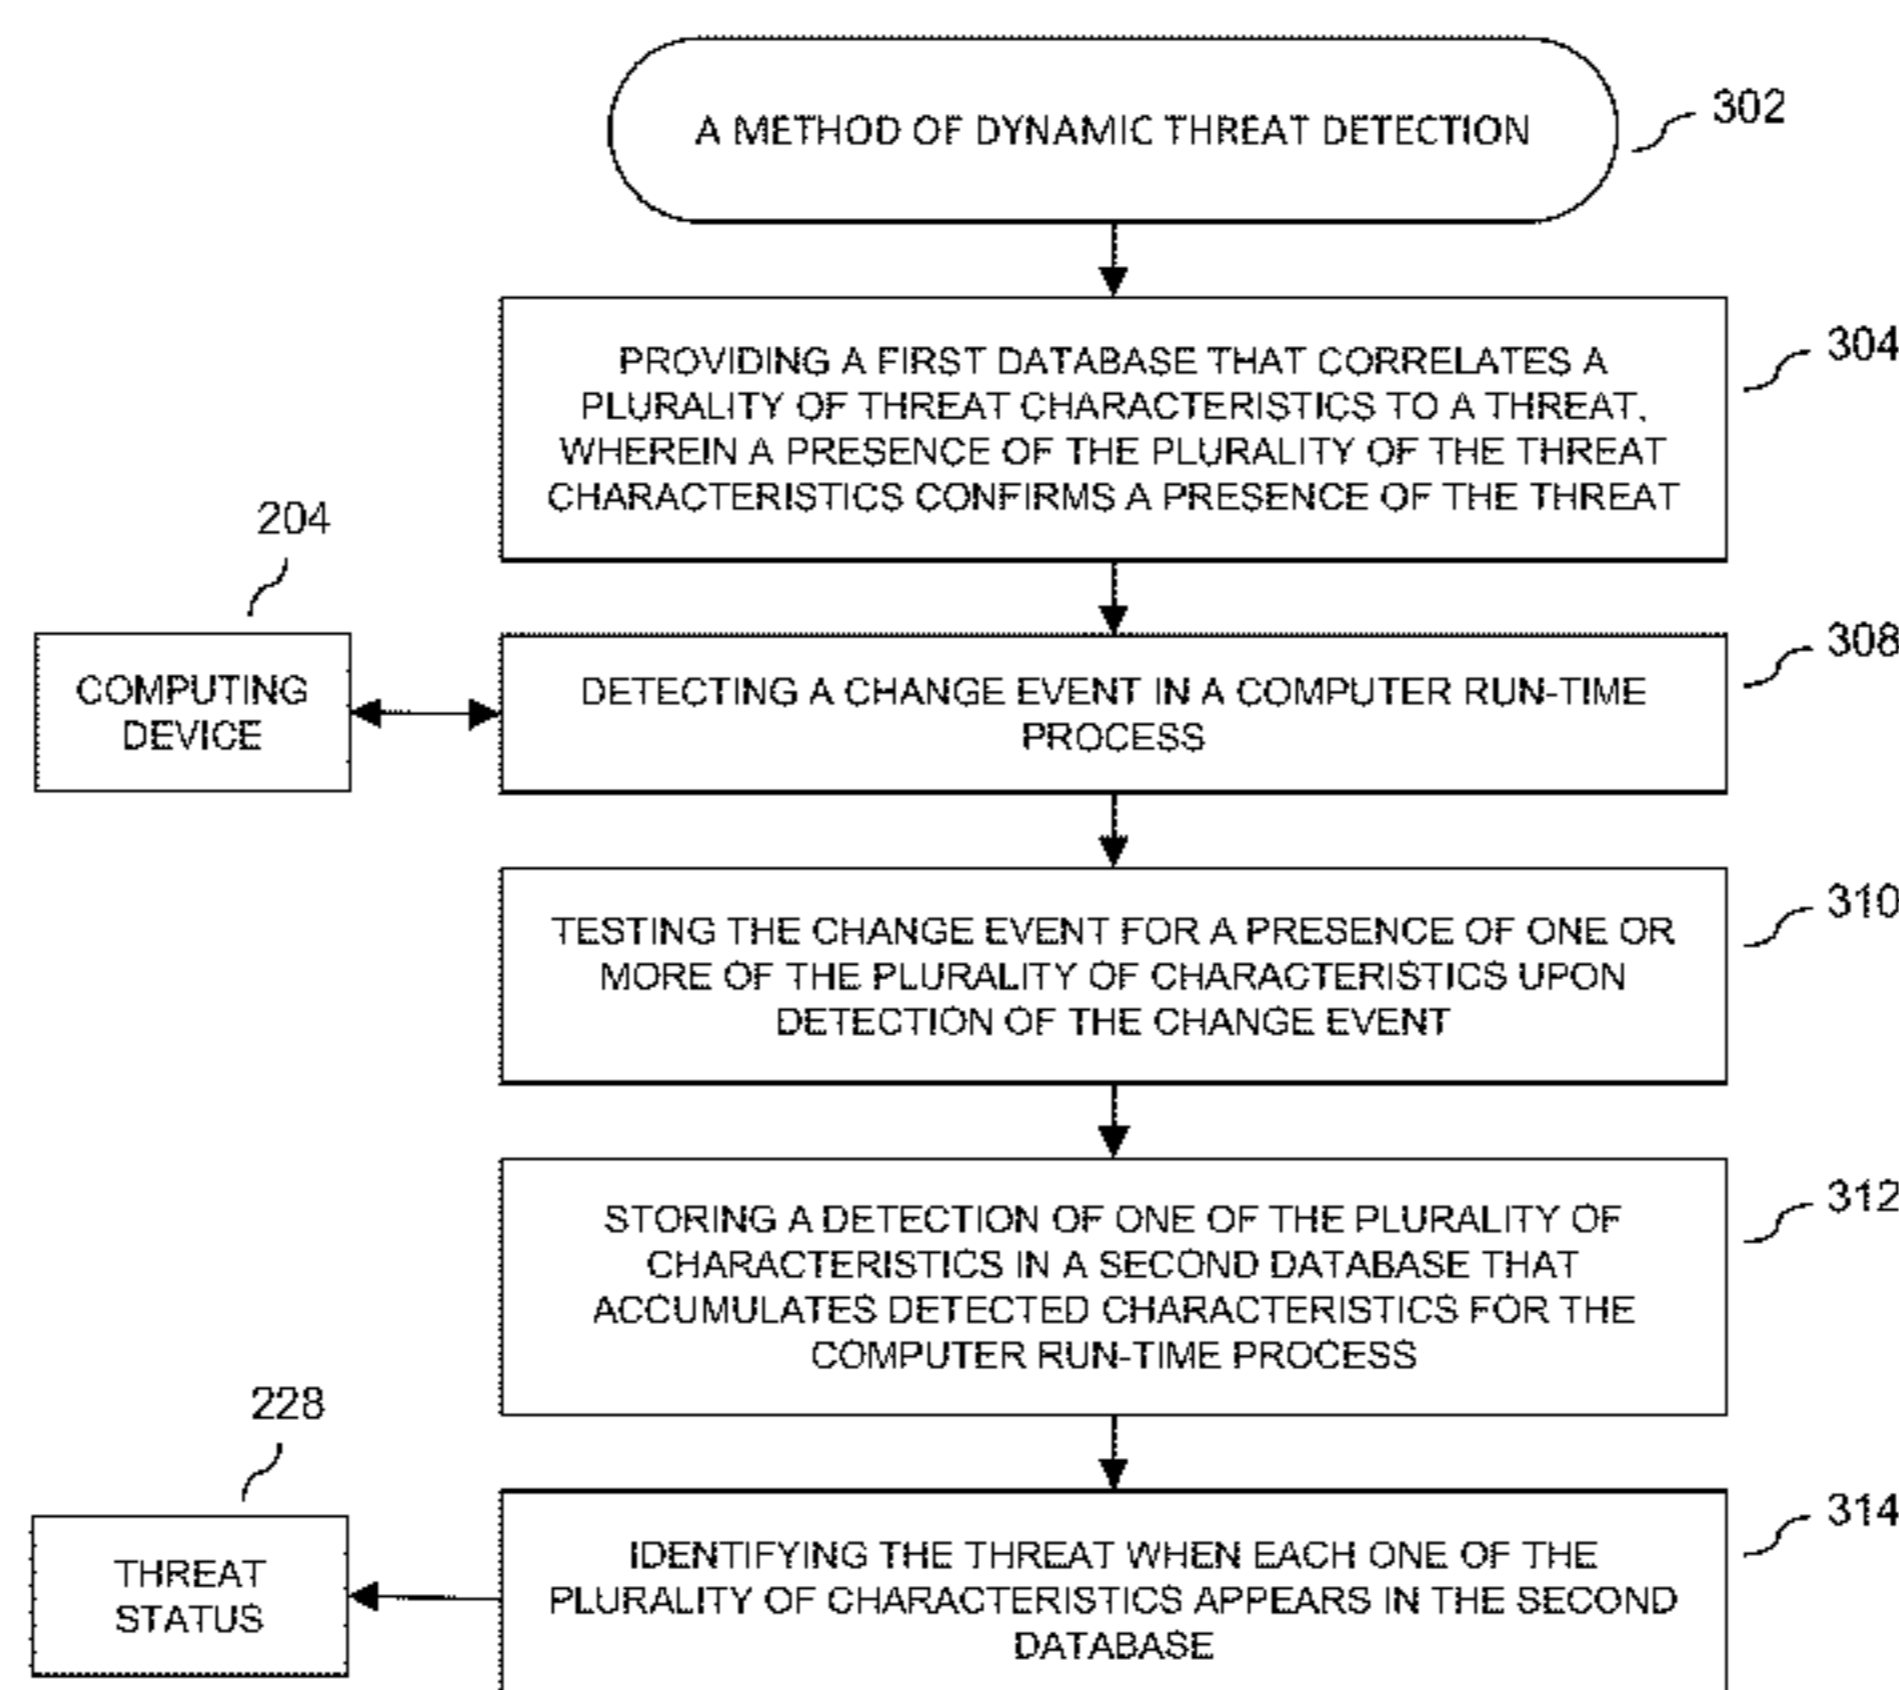 A METHOD OF DYNAMIC THREAT DETECTION
302
PROVIDING A FIRST DATABASE THAT CORRELATES A
PLURALITY OF THREAT CHARACTERISTICS TO A THREAT,
WHEREIN A PRESENCE OF THE PLURALITY OF THE THREAT
CHARACTERISTICS CONFIRMS A PRESENCE OF THE THREAT
304
204
COMPUTING
DEVICE
DETECTING A CHANGE EVENT IN A COMPUTER RUN-TIME
PROCESS
308
TESTING THE CHANGE EVENT FOR A PRESENCE OF ONE OR
MORE OF THE PLURALITY OF CHARACTERISTICS UPON
DETECTION OF THE CHANGE EVENT
310
STORING A DETECTION OF ONE OF THE PLURALITY OF
CHARACTERISTICS IN A SECOND DATABASE THAT
ACCUMULATES DETECTED CHARACTERISTICS FOR THE
COMPUTER RUN-TIME PROCESS
312
228
THREAT
STATUS
IDENTIFYING THE THREAT WHEN EACH ONE OF THE
PLURALITY OF CHARACTERISTICS APPEARS IN THE SECOND
DATABASE
314